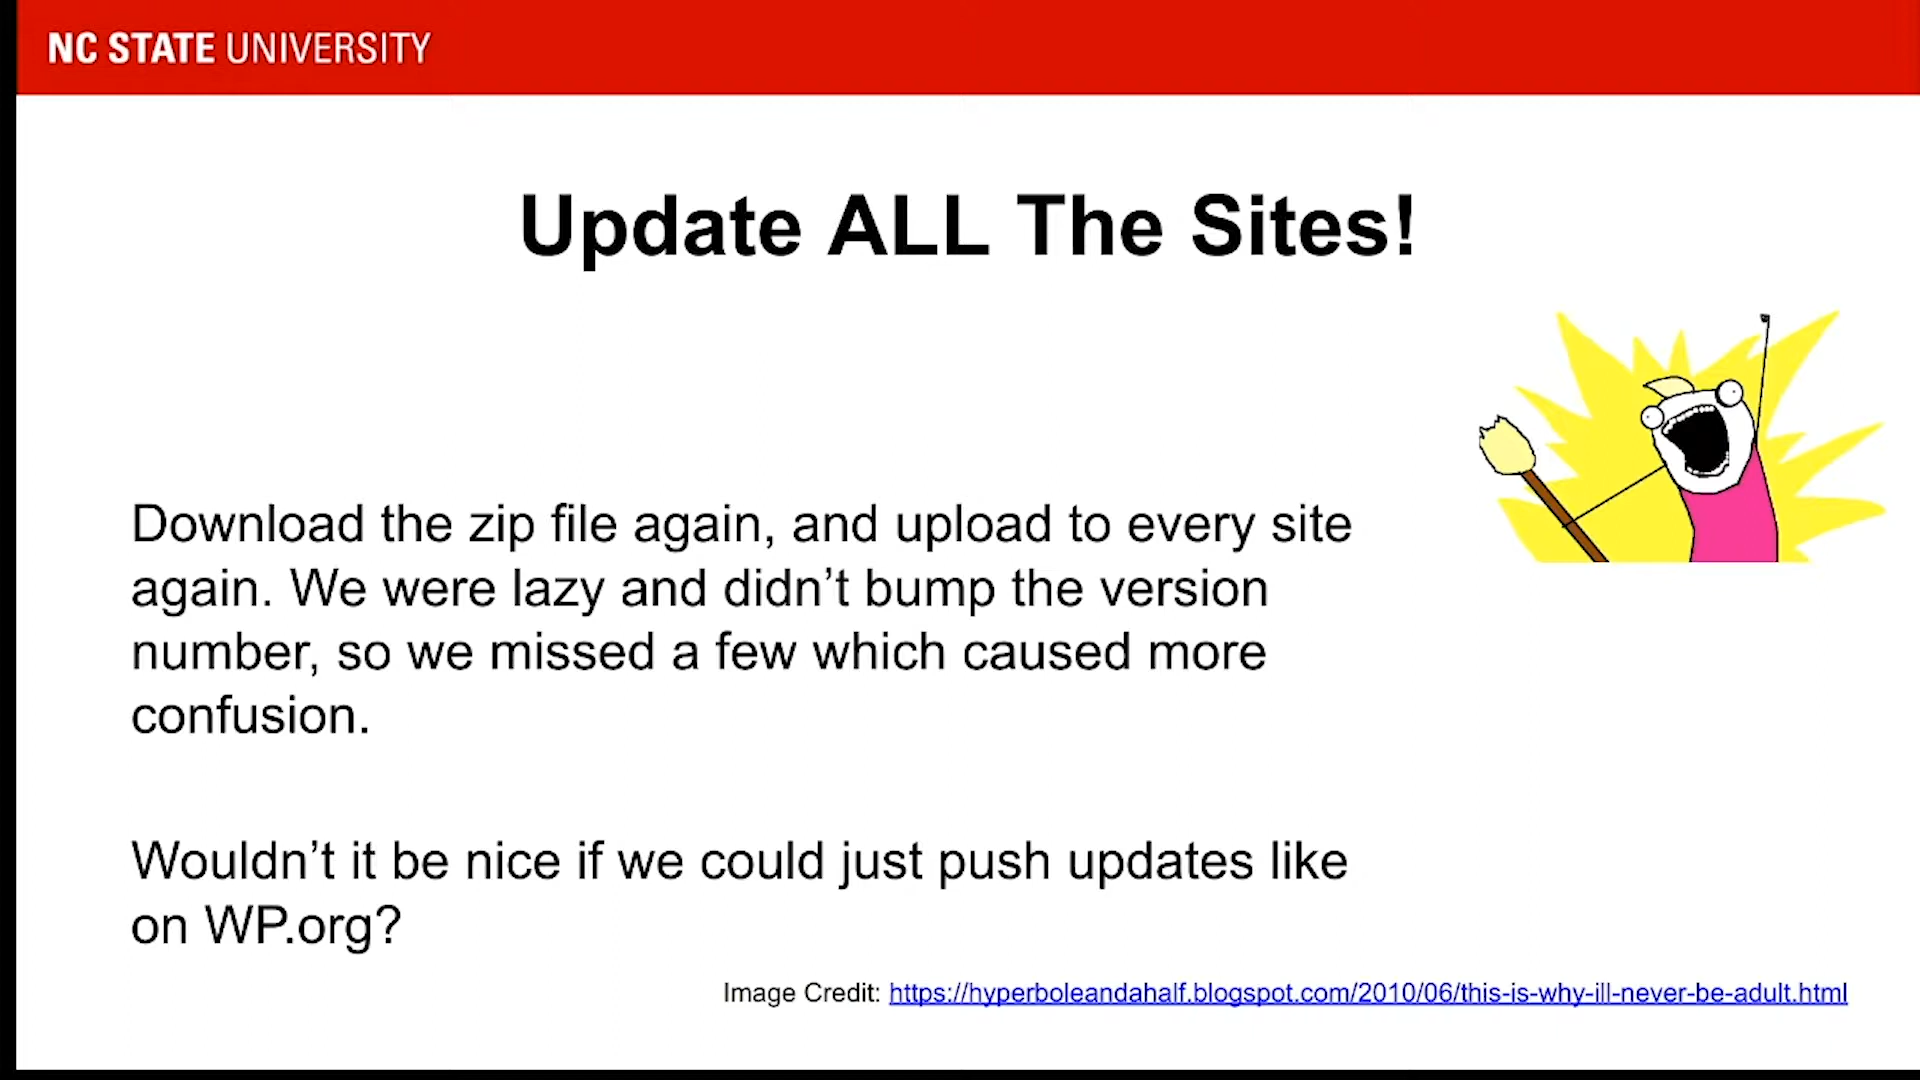 NC STATE UNIVERSITY
Update ALL The Sites!
Download the zip file again, and upload to every site
again. We were lazy and didn’t bump the version
number, so we missed a few which caused more
confusion.
Wouldn’t it be nice if we could just push updates like
on WP.org?
Image Credit: https://hyperboleandahalf.blogspot.com/2010/06/this-is-why-ill-never-be-adult.html